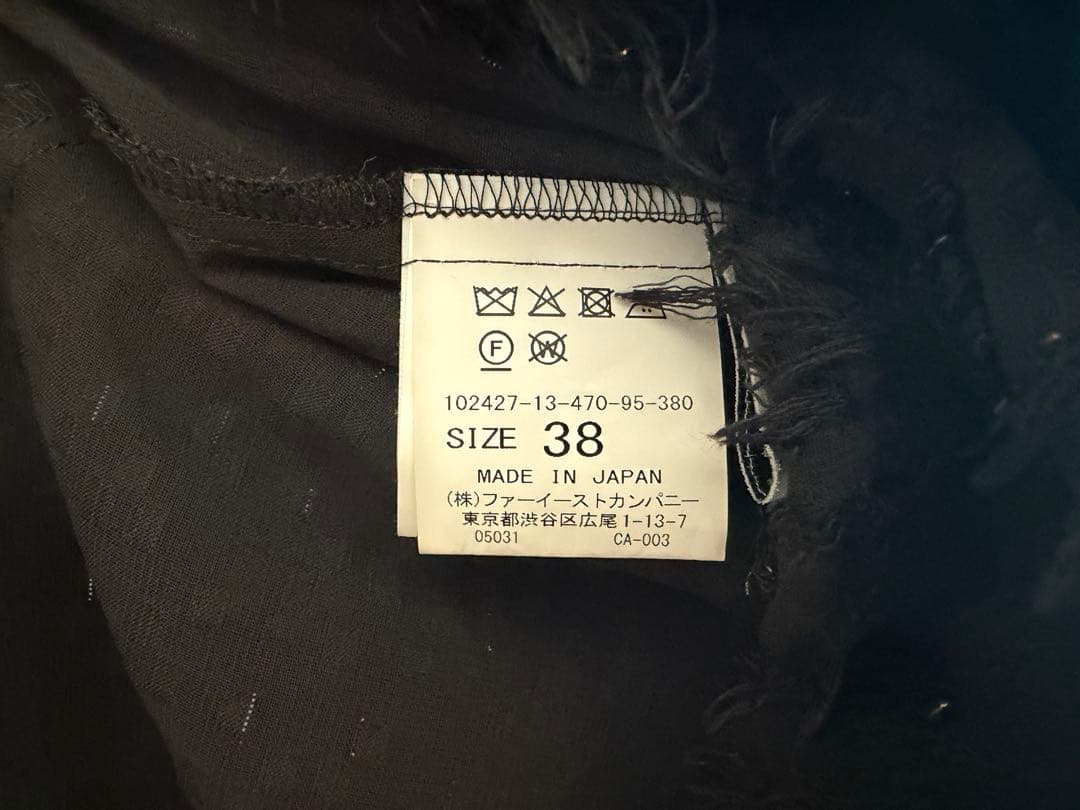 F W
102427-13-470-95-380
SIZE 38
MADE IN JAPAN
(株)ファーイーストカンパニー
東京都渋谷区広尾1-13-7
05031 CA-003